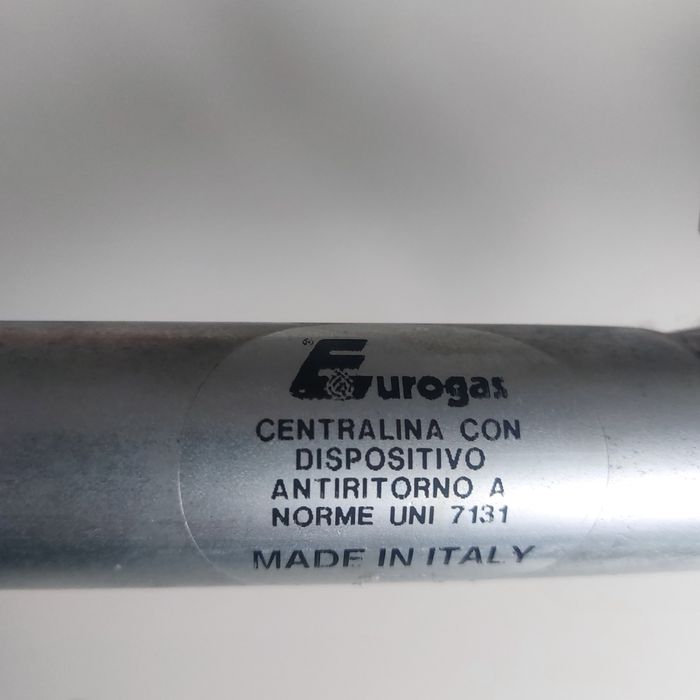 Eurogas
CENTRALINA CON
DISPOSITIVO
ANTIRITORNO A
NORME UNI 7131
MADE IN ITALY